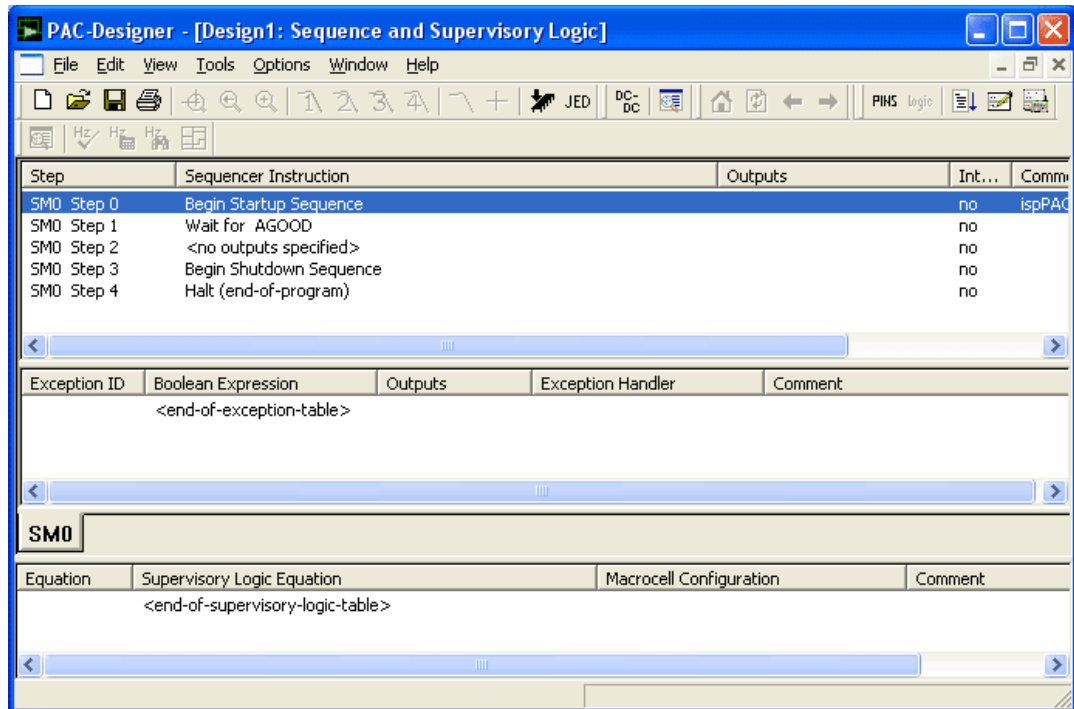 PAC-Designer - [Design1: Sequence and Supervisory Logic]
File Edit View Tools Options Window Help
JED DC-DC PINS logic
Hz Hz Hz
Step Sequencer Instruction Outputs Int... Comm
SM0 Step 0 Begin Startup Sequence no ispPAC
SM0 Step 1 Wait for AGOOD no
SM0 Step 2 <no outputs specified> no
SM0 Step 3 Begin Shutdown Sequence no
SM0 Step 4 Halt (end-of-program) no
Exception ID Boolean Expression Outputs Exception Handler Comment
<end-of-exception-table>
SM0
Equation Supervisory Logic Equation Macrocell Configuration Comment
<end-of-supervisory-logic-table>